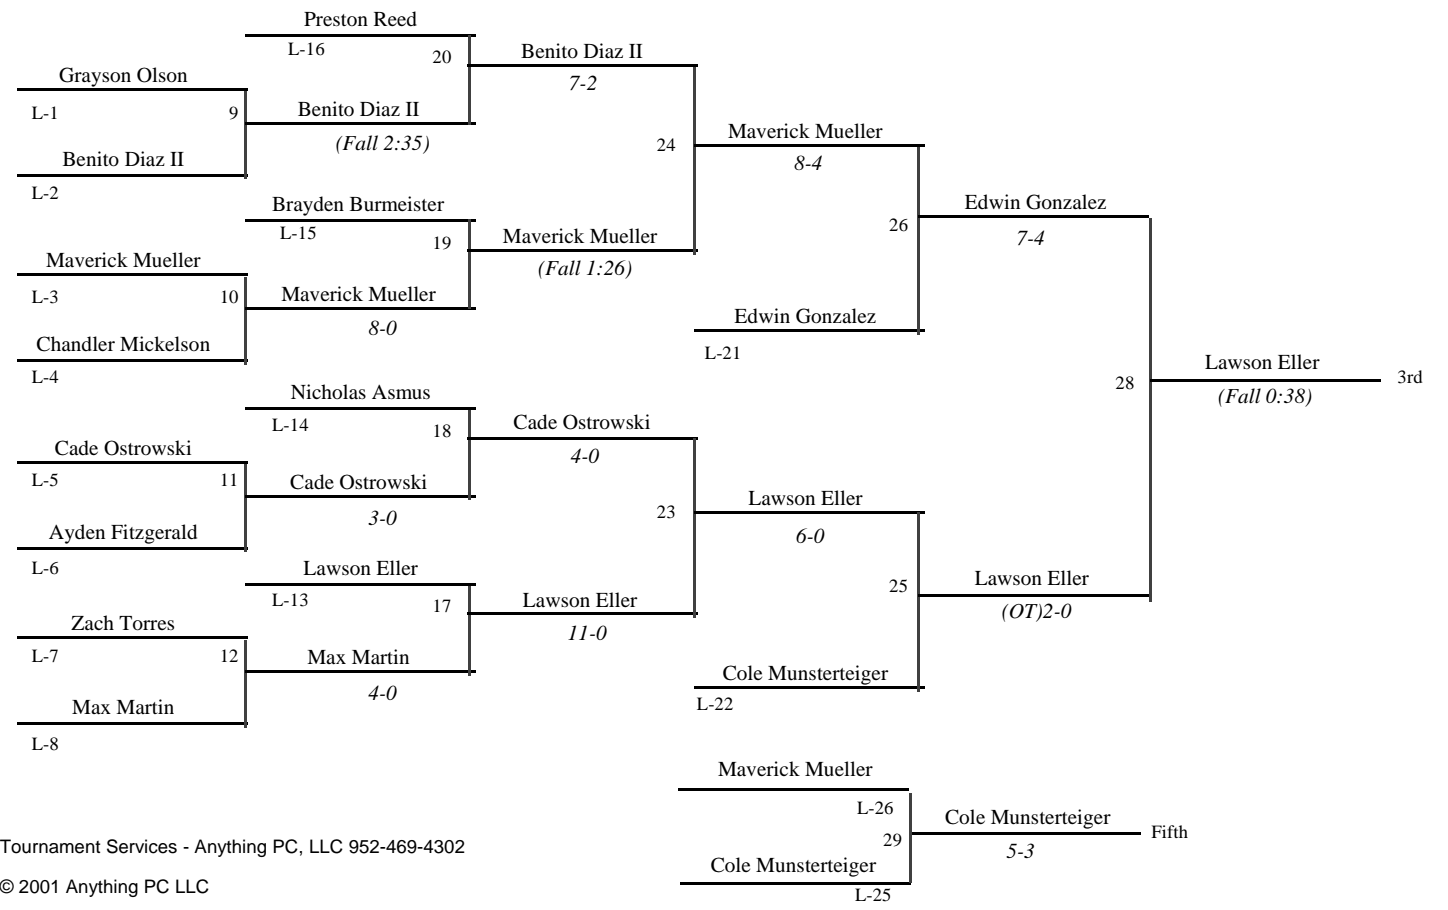 Preston Reed
L-16
20
Benito Diaz II
7-2
Grayson Olson
L-1
9
Benito Diaz II
(Fall 2:35)
Benito Diaz II
L-2
24
Maverick Mueller
8-4
Brayden Burmeister
L-15
19
Maverick Mueller
(Fall 1:26)
Maverick Mueller
L-3
10
Maverick Mueller
8-0
Chandler Mickelson
L-4
26
Edwin Gonzalez
7-4
Edwin Gonzalez
L-21
Nicholas Asmus
L-14
18
Cade Ostrowski
4-0
Cade Ostrowski
L-5
11
Cade Ostrowski
3-0
Ayden Fitzgerald
L-6
23
Lawson Eller
6-0
28
Lawson Eller
(Fall 0:38)
3rd
Lawson Eller
L-13
17
Lawson Eller
11-0
Zach Torres
L-7
12
Max Martin
4-0
Max Martin
L-8
25
Lawson Eller
(OT)2-0
Cole Munsterteiger
L-22
Maverick Mueller
L-26
29
Cole Munsterteiger
5-3
Fifth
Cole Munsterteiger
L-25
Tournament Services - Anything PC, LLC 952-469-4302
© 2001 Anything PC LLC